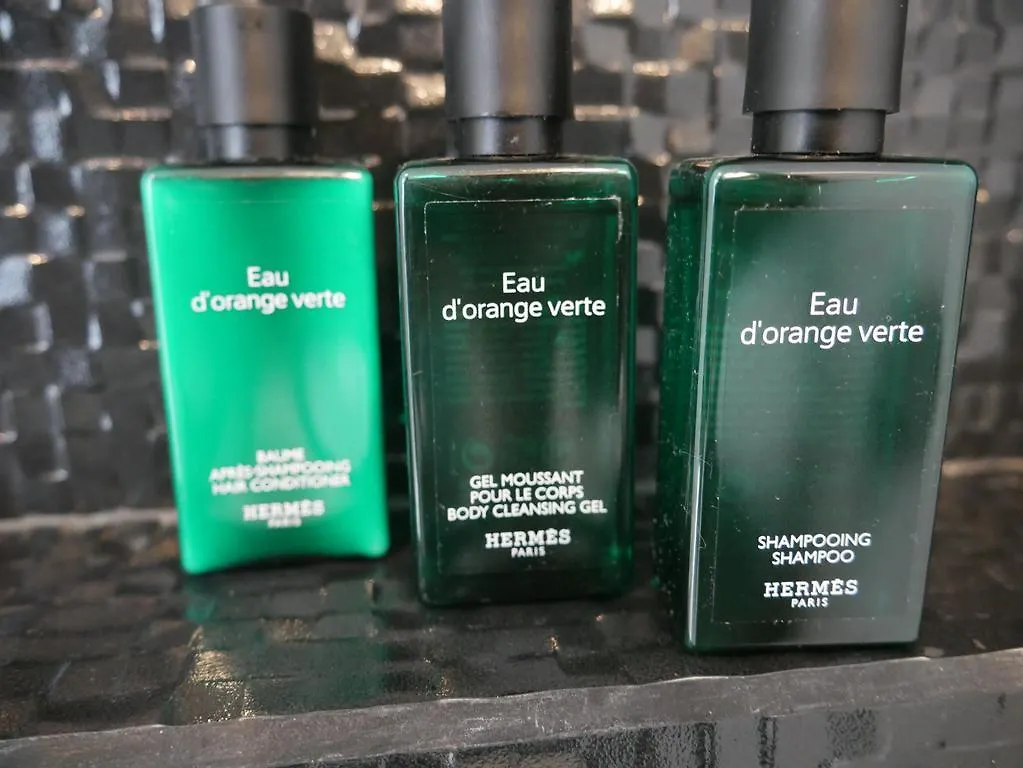 Eau
d'orange verte
BAUME
APRÈS-SHAMPOOING
HAIR CONDITIONER
HERMÈS
PARIS
Eau
d'orange verte
GEL MOUSSANT
POUR LE CORPS
BODY CLEANSING GEL
HERMÈS
PARIS
Eau
d'orange verte
SHAMPOOING
SHAMPOO
HERMÈS
PARIS